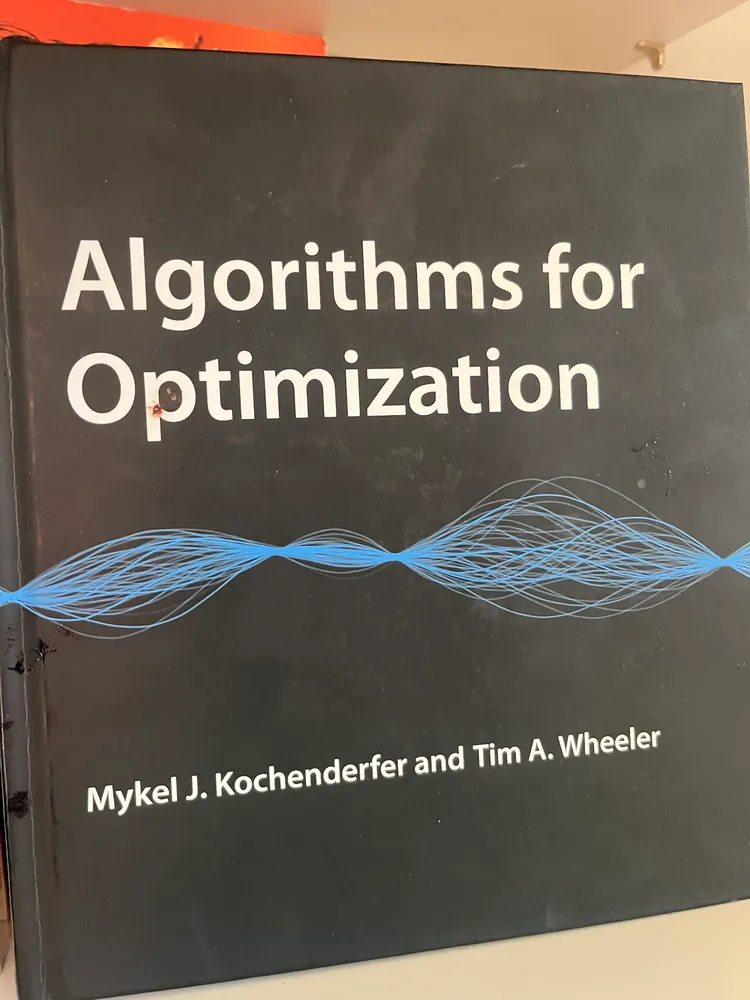 Algorithms for
Optimization
Mykel J. Kochenderfer and Tim A. Wheeler